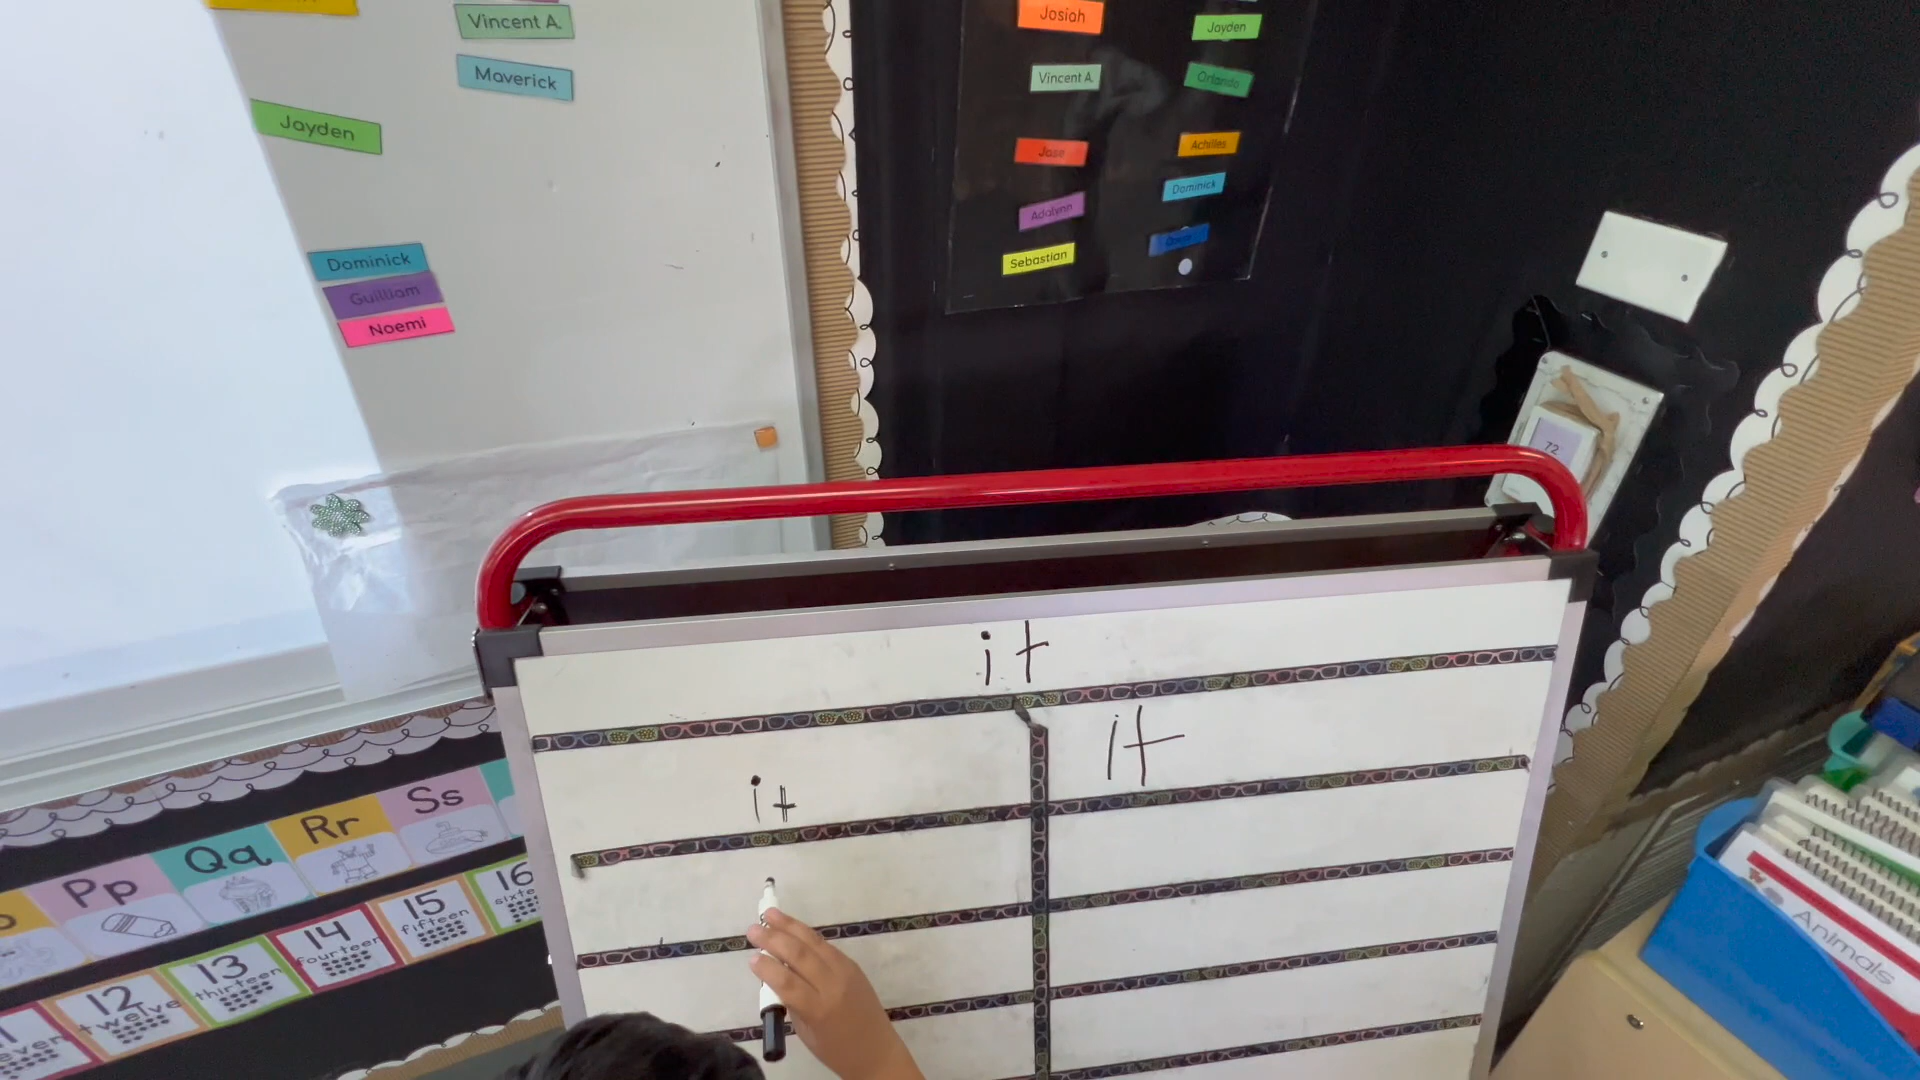 Vincent A.
Maverick
Jayden
Dominick
Guilliam
Noemi
Josiah
Jayden
Vincent A.
Orlando
Jose
Achilles
Dominick
Adalynn
Sebastian
72
it
it
it
Pp
Qq
Rr
Ss
12
twelve
13
thirteen
14
fourteen
15
fifteen
16
Animals